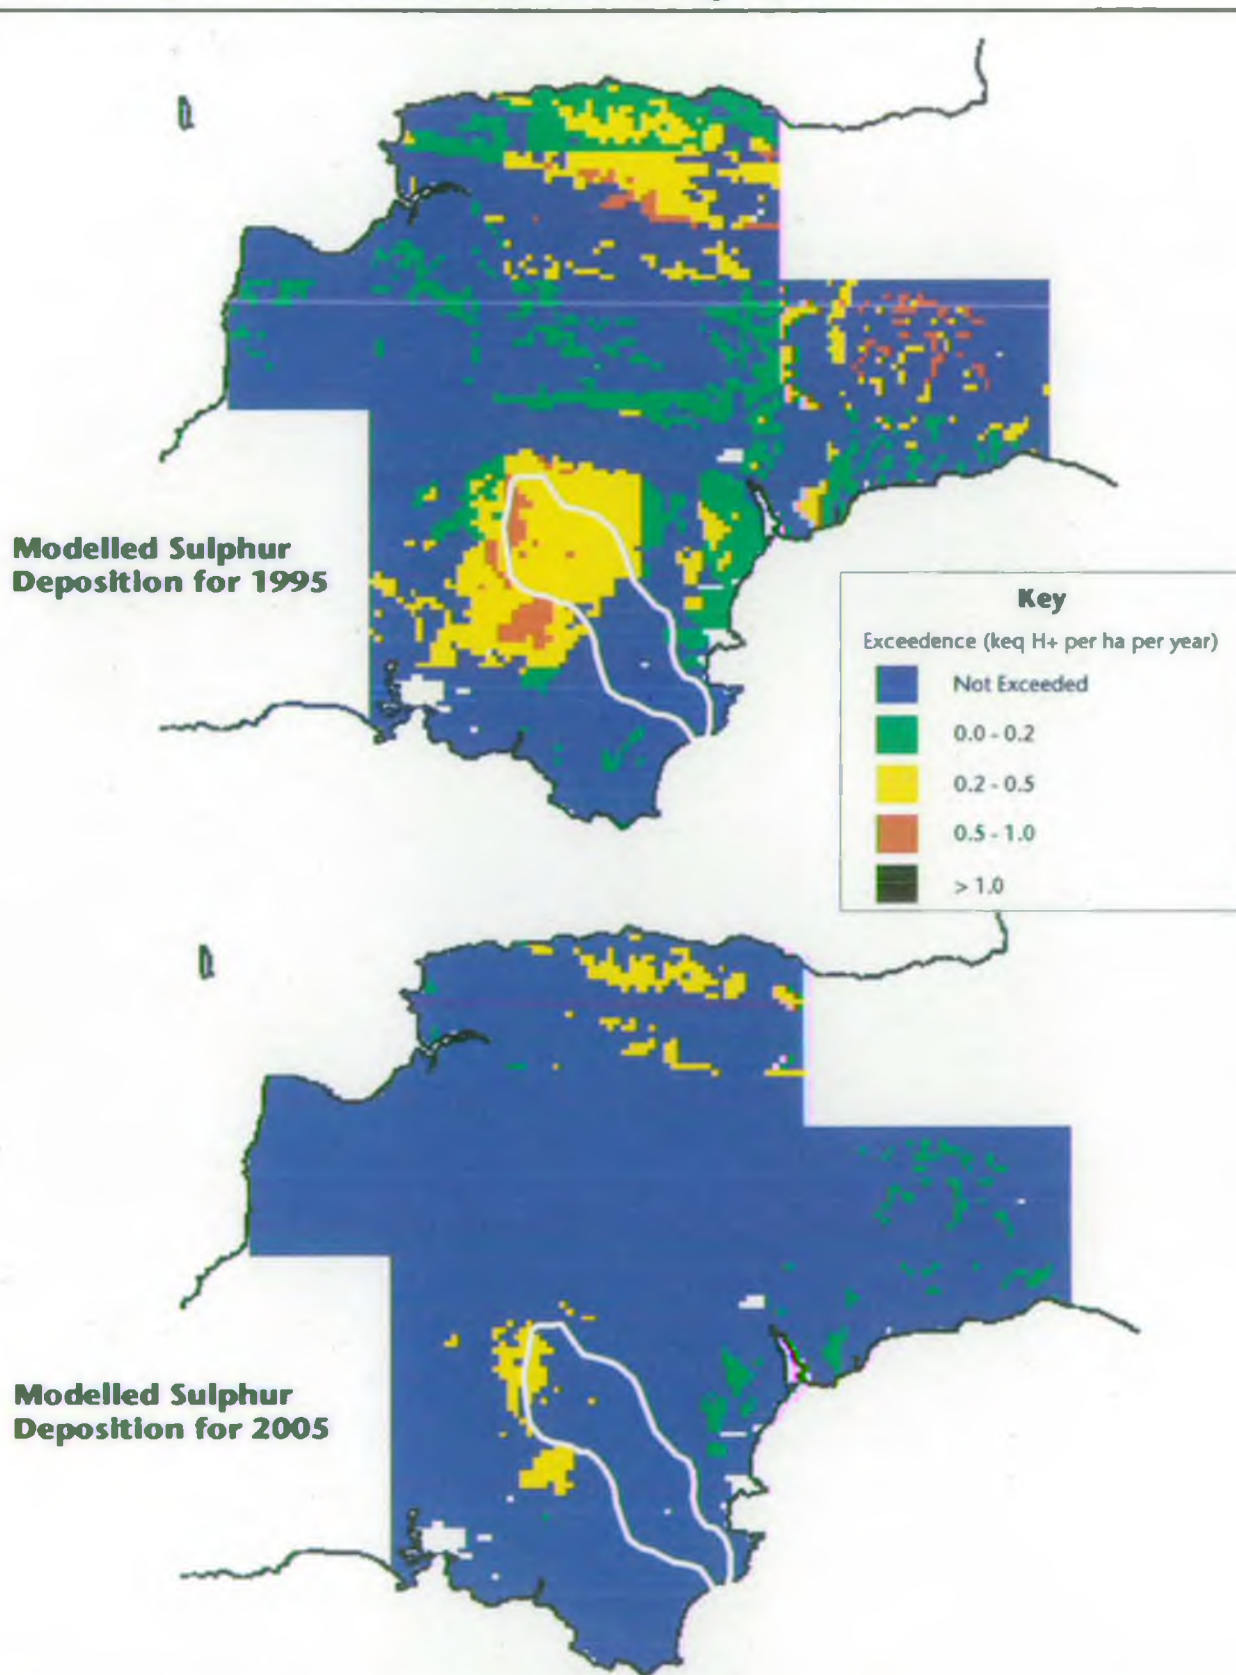 Modelled Sulphur
Deposition for 1995
Key
Exceedence (keq H+ per ha per year)
Not Exceeded
0.0 - 0.2
0.2 - 0.5
0.5 - 1.0
> 1.0
Modelled Sulphur
Deposition for 2005